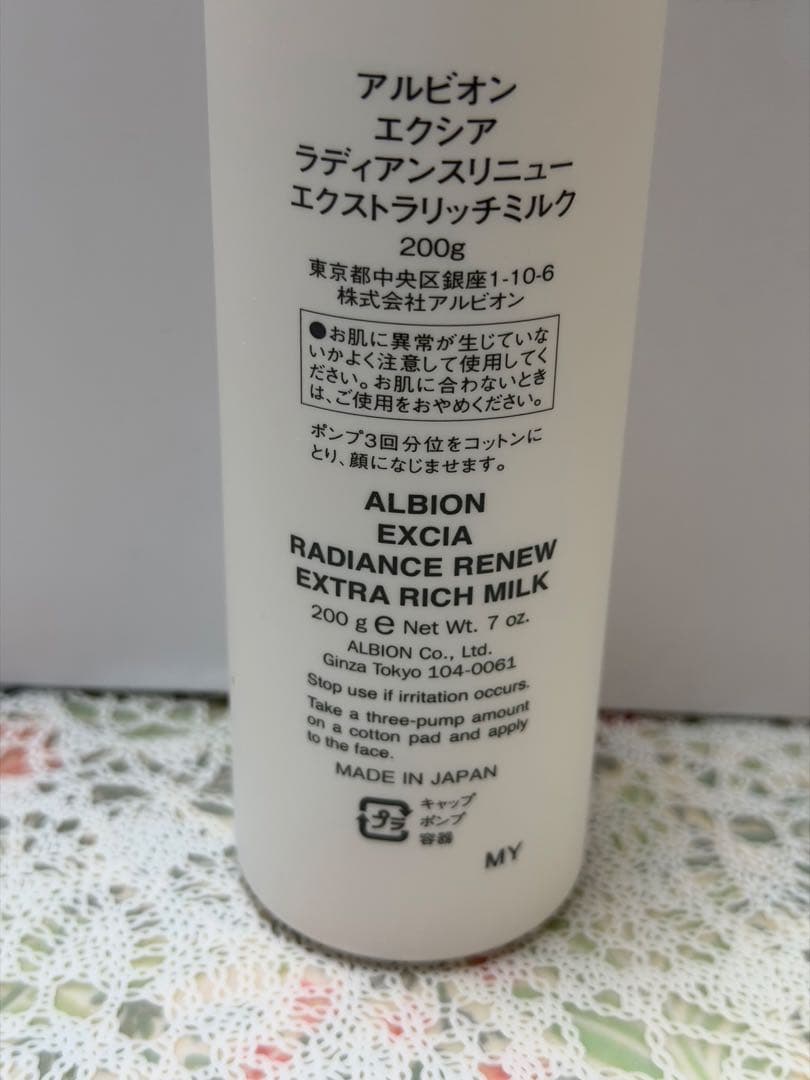 アルビオン
エクシア
ラディアンスリニュー
エクストラリッチミルク
200g
東京都中央区銀座1-10-6
株式会社アルビオン
●お肌に異常が生じていな
いかよく注意して使用してく
ださい。お肌に合わないとき
は、ご使用をおやめください。
ポンプ3回分位をコットンに
とり、顔になじませます。
ALBION
EXCIA
RADIANCE RENEW
EXTRA RICH MILK
200 g e Net Wt. 7 oz.
ALBION Co., Ltd.
Ginza Tokyo 104-0061
Stop use if irritation occurs.
Take a three-pump amount
on a cotton pad and apply
to the face.
MADE IN JAPAN
プラ
キャップ
ポンプ
容器
MY